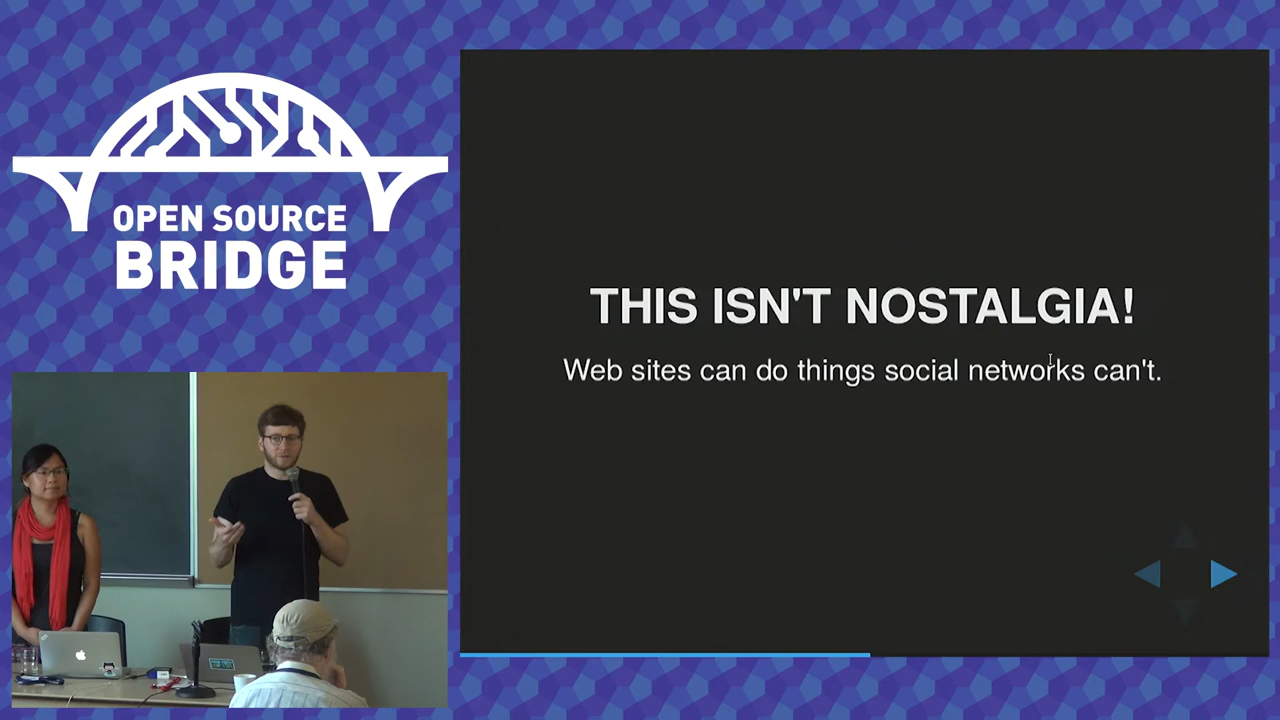 OPEN SOURCE
BRIDGE
THIS ISN'T NOSTALGIA!
Web sites can do things social networks can't.